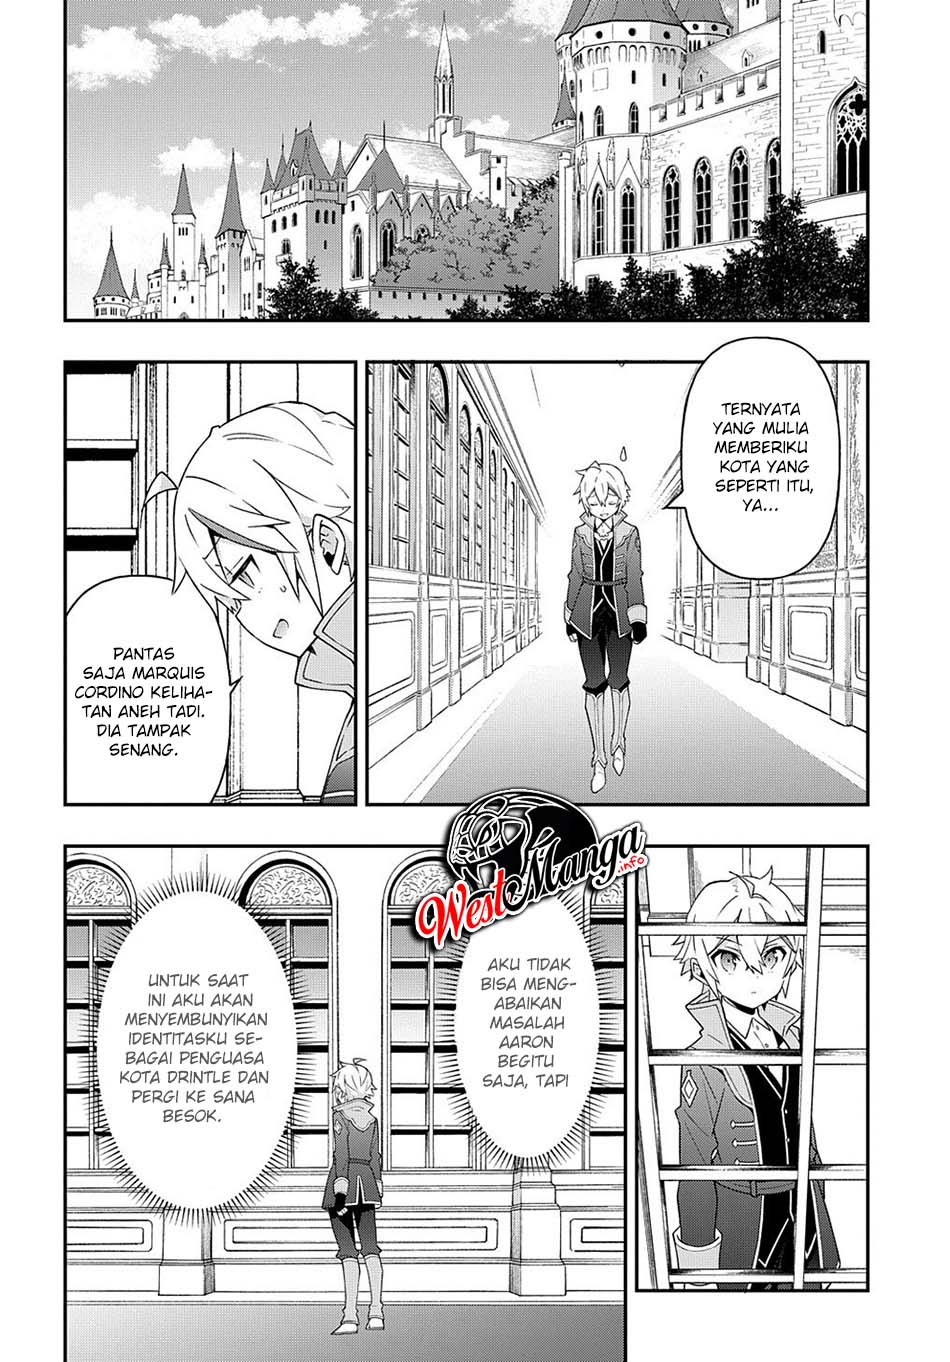 TERNYATA
YANG MULIA
MEMBERIKU
KOTA YANG
SEPERTI ITU,
YA...
PANTAS
SAJA MARQUIS
CORDINO KELIHA-
TAN ANEH TADI.
DIA TAMPAK
SENANG.
WestManga
.info
AKU TIDAK
BISA MENG-
ABAIKAN
MASALAH
AARON
BEGITU
SAJA, TAPI
UNTUK SAAT
INI AKU AKAN
MENYEMBUNYIKAN
IDENTITASKU SE-
BAGAI PENGUASA
KOTA DRINTLE DAN
PERGI KE SANA
BESOK.